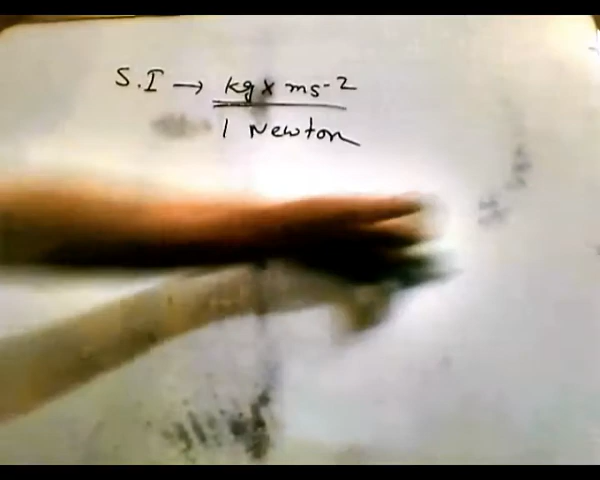 S.I → kg x ms-2
1 Newton